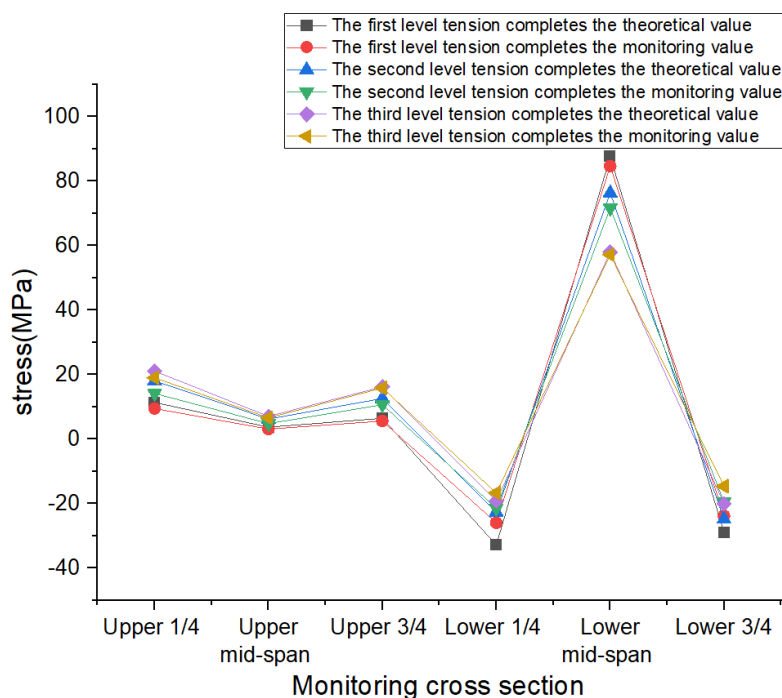 The first level tension completes the theoretical value
The first level tension completes the monitoring value
The second level tension completes the theoretical value
The second level tension completes the monitoring value
The third level tension completes the theoretical value
The third level tension completes the monitoring value
100
80
60
40
20
0
-20
-40
stress(MPa)
Upper 1/4
Upper
mid-span
Upper 3/4
Lower 1/4
Lower
mid-span
Lower 3/4
Monitoring cross section